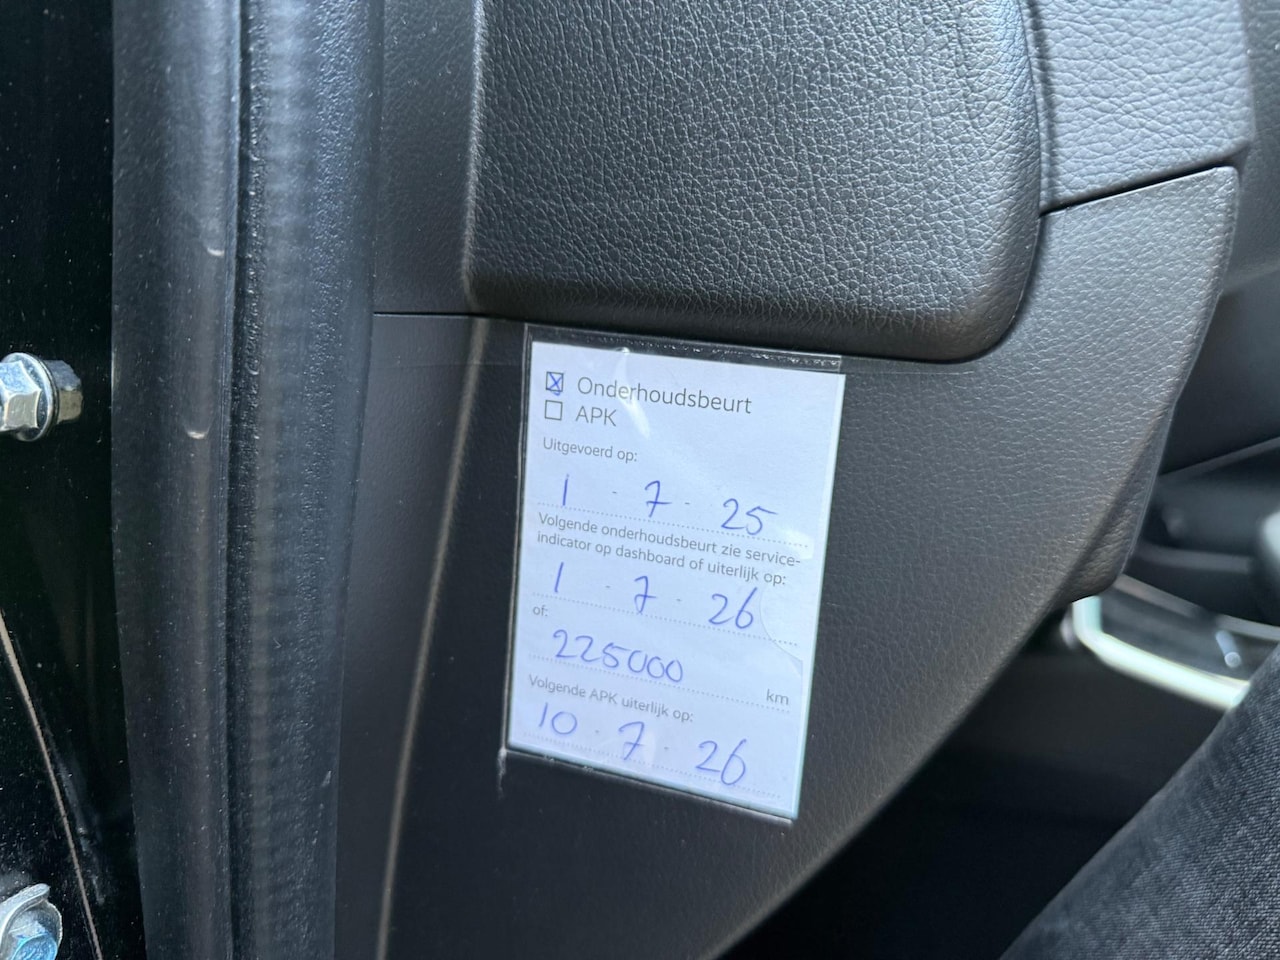 ☒ Onderhoudsbeurt
☐ APK
Uitgevoerd op:
1 - 7 - 25
Volgende onderhoudsbeurt zie service-
indicator op dashboard of uiterlijk op:
1 - 7 - 26
of:
225000 km
Volgende APK uiterlijk op:
10 - 7 - 26